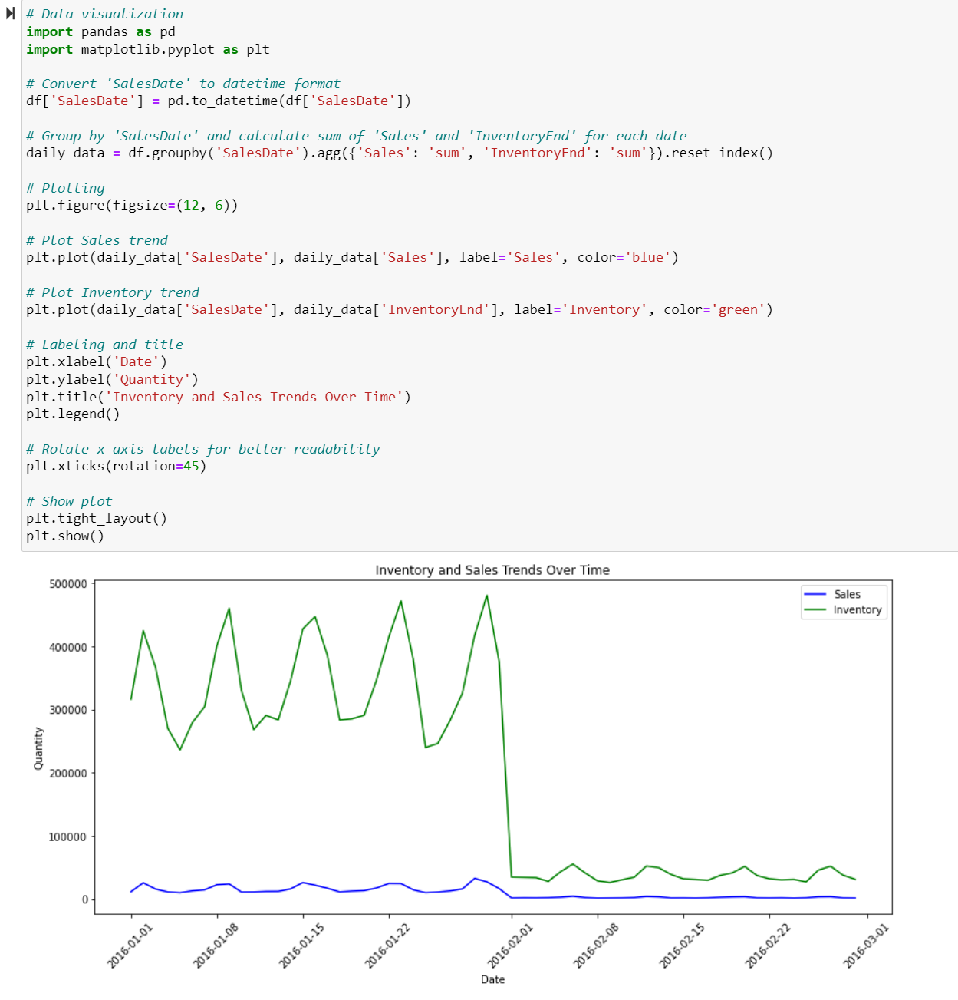 # Data visualization
import pandas as pd
import matplotlib.pyplot as plt
# Convert 'SalesDate' to datetime format
df['SalesDate'] = pd.to_datetime(df['SalesDate'])
# Group by 'SalesDate' and calculate sum of 'Sales' and 'InventoryEnd' for each date
daily_data = df.groupby('SalesDate').agg({'Sales': 'sum', 'InventoryEnd': 'sum'}).reset_index()
# Plotting
plt.figure(figsize=(12, 6))
# Plot Sales trend
plt.plot(daily_data['SalesDate'], daily_data['Sales'], label='Sales', color='blue')
# Plot Inventory trend
plt.plot(daily_data['SalesDate'], daily_data['InventoryEnd'], label='Inventory', color='green')
# Labeling and title
plt.xlabel('Date')
plt.ylabel('Quantity')
plt.title('Inventory and Sales Trends Over Time')
plt.legend()
# Rotate x-axis labels for better readability
plt.xticks(rotation=45)
# Show plot
plt.tight_layout()
plt.show()
Inventory and Sales Trends Over Time
Sales
Inventory
500000
400000
300000
200000
100000
0
Quantity
2016-01-01
2016-01-08
2016-01-15
2016-01-22
2016-02-01
2016-02-08
2016-02-15
2016-02-22
2016-03-01
Date